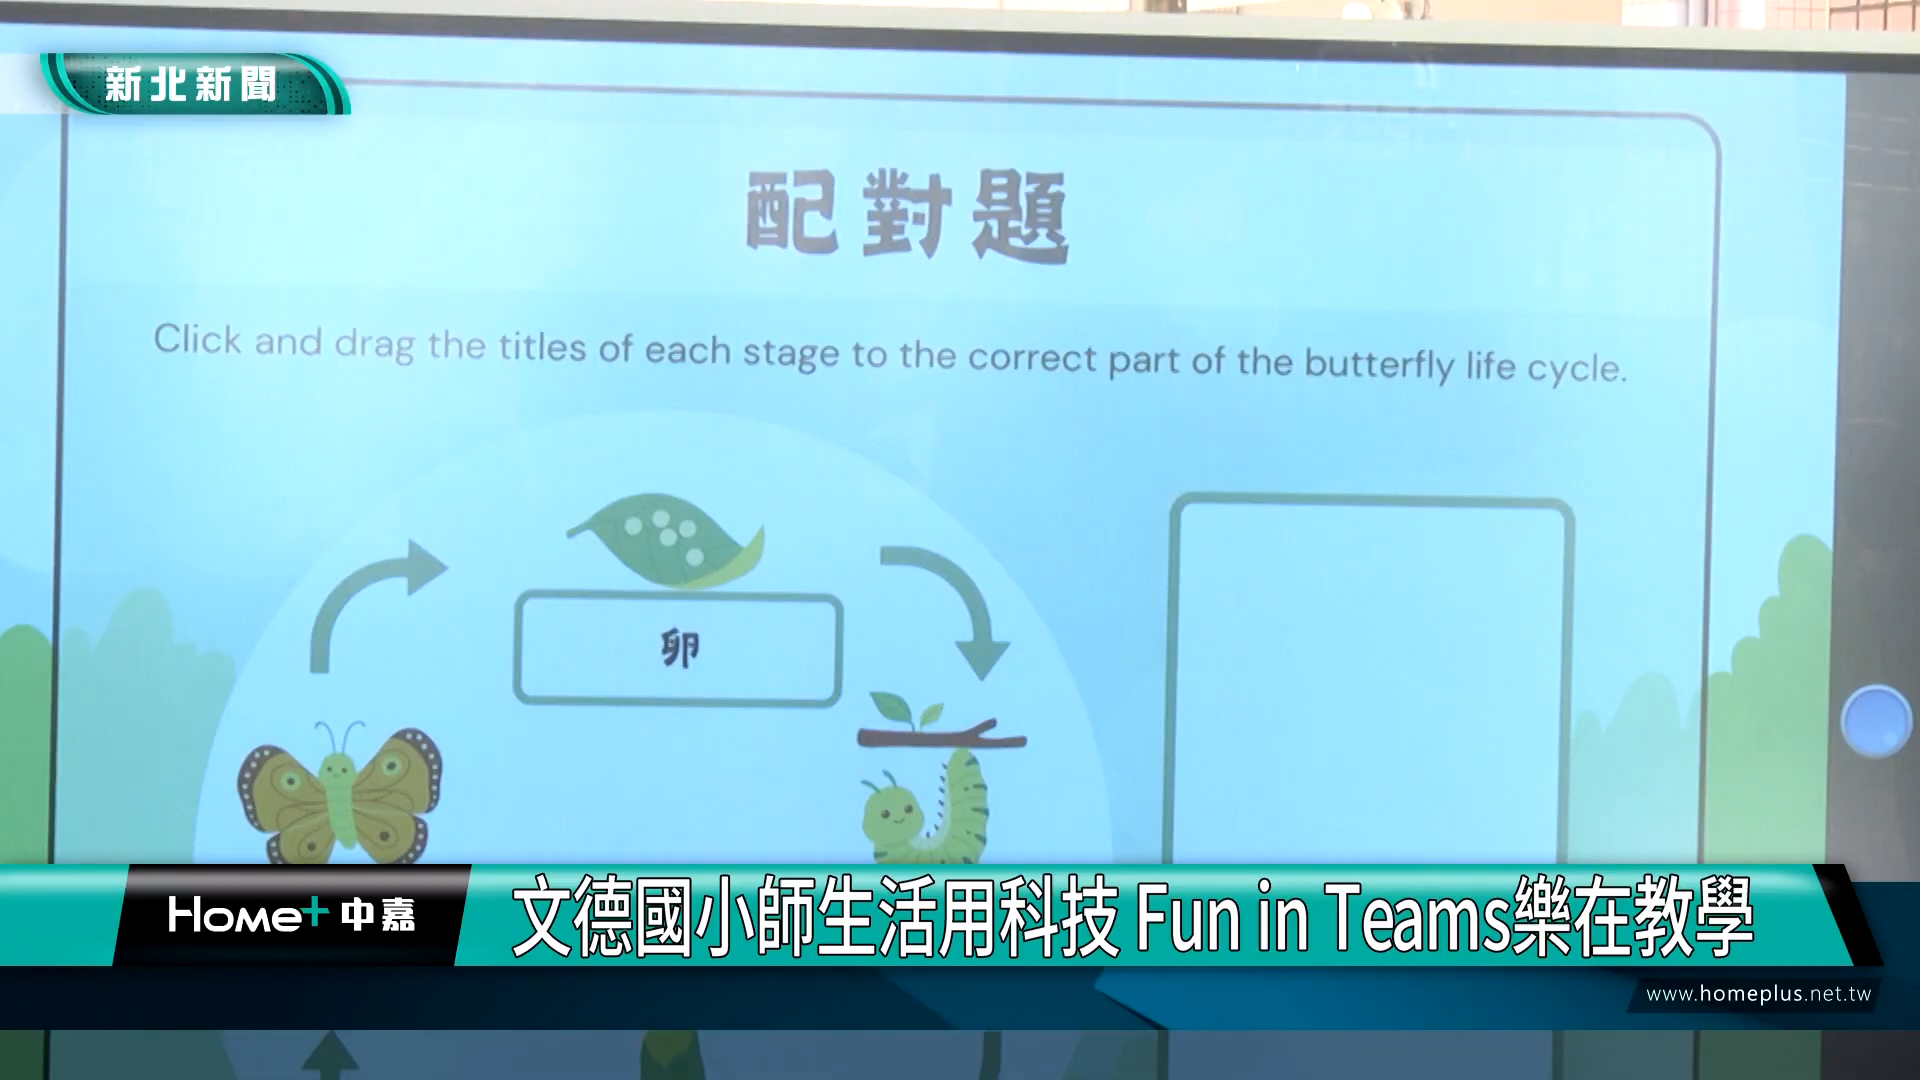 新北新聞
配對題
Click and drag the titles of each stage to the correct part of the butterfly life cycle.
卵
Home+ 中嘉
文德國小師生活用科技 Fun in Teams樂在教學
www.homeplus.net.tw